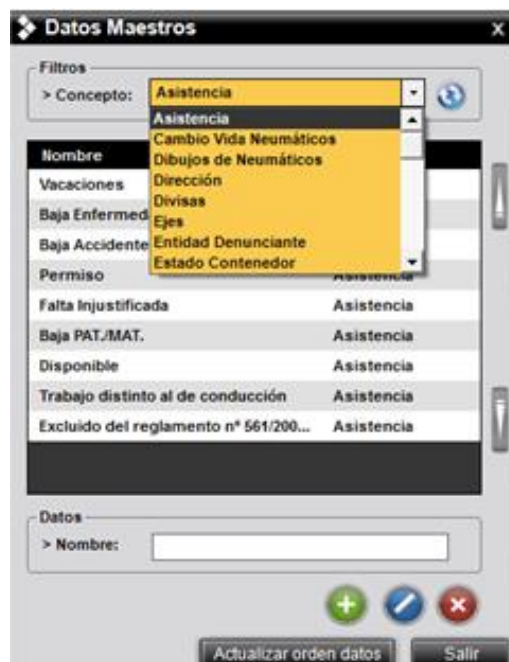 Datos Maestros x
Filtros
> Concepto: Asistencia
Asistencia
Cambio Vida Neumáticos
Dibujos de Neumáticos
Dirección
Divisas
Ejes
Entidad Denunciante
Estado Contenedor
Nombre
Vacaciones
Baja Enfermed
Baja Accidente
Permiso Asistencia
Falta Injustificada Asistencia
Baja PAT./MAT. Asistencia
Disponible Asistencia
Trabajo distinto al de conducción Asistencia
Excluido del reglamento nº 561/200... Asistencia
Datos
> Nombre:
Actualizar orden datos Salir